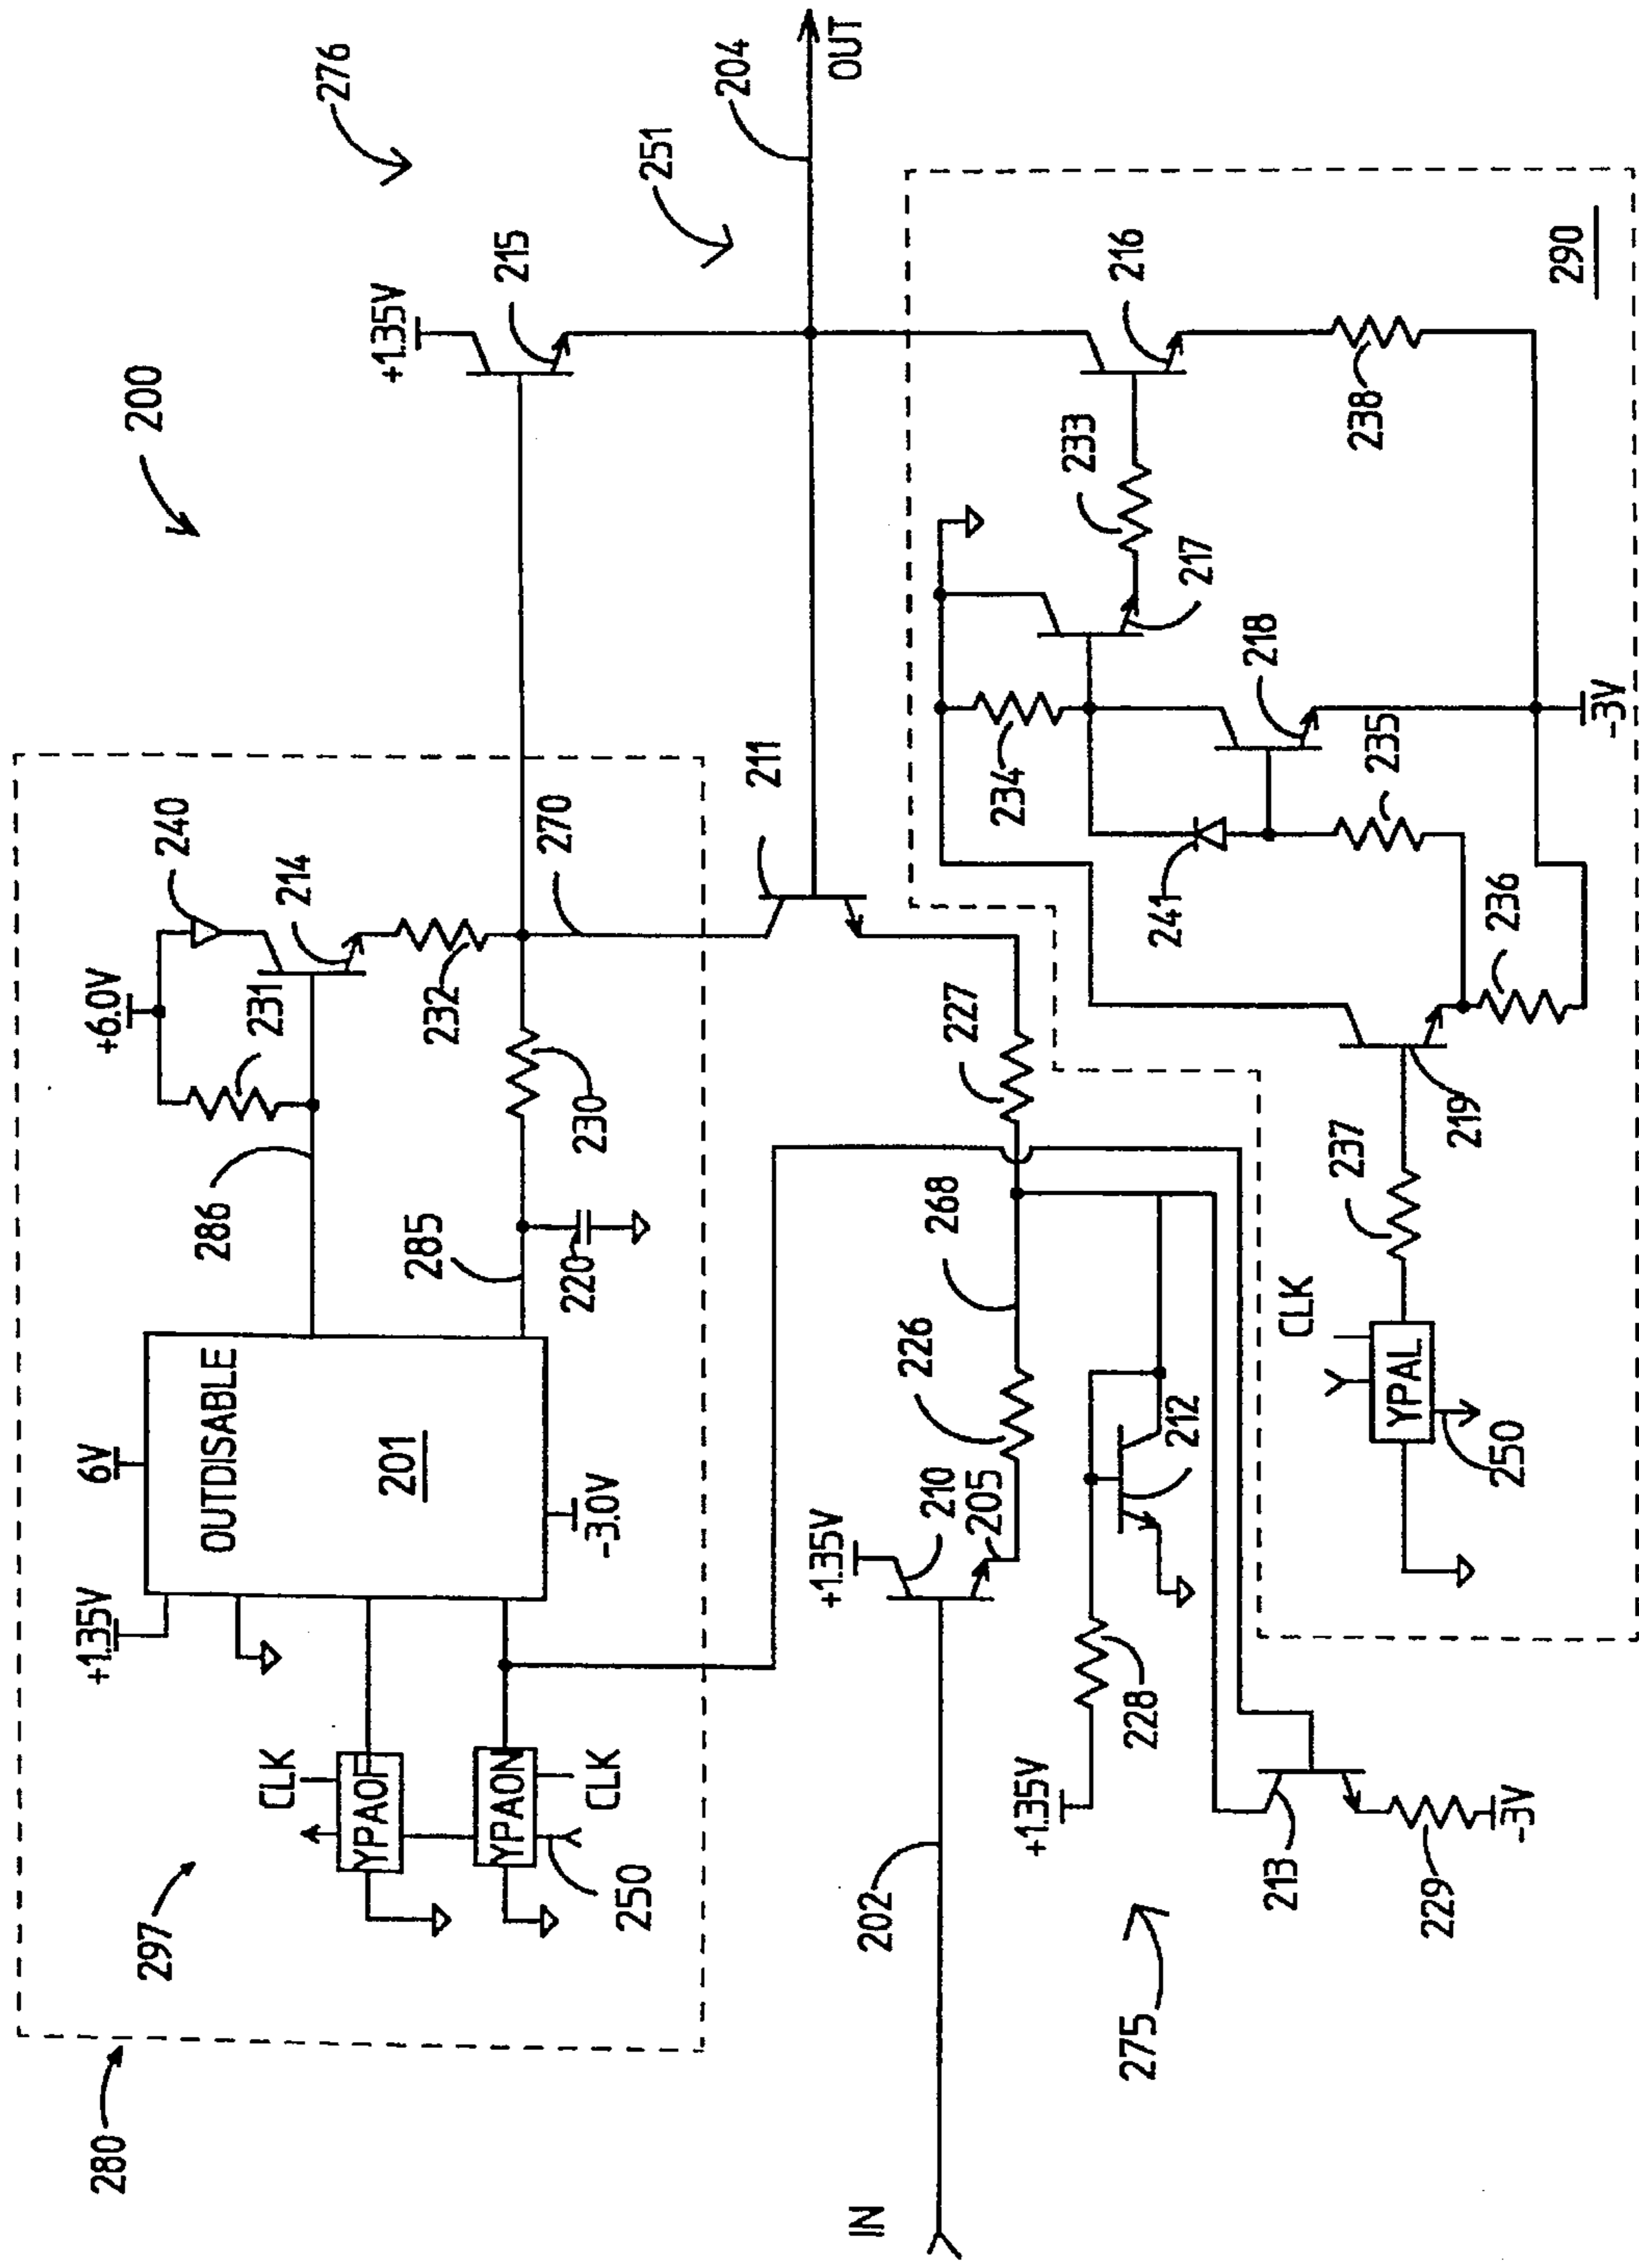 200
276
280
297
+1.35V
6V
+6.0V
240
OUTDISABLE
201
286
231
214
CLK
YPAOF
YPAON
CLK
250
-3.0V
285
220
230
232
270
+1.35V
215
251
204
OUT
IN
202
+1.35V
210
205
226
268
227
211
275
+1.35V
228
212
213
229
-3V
CLK
YPAL
250
237
219
236
241
235
234
218
217
233
216
238
-3V
290